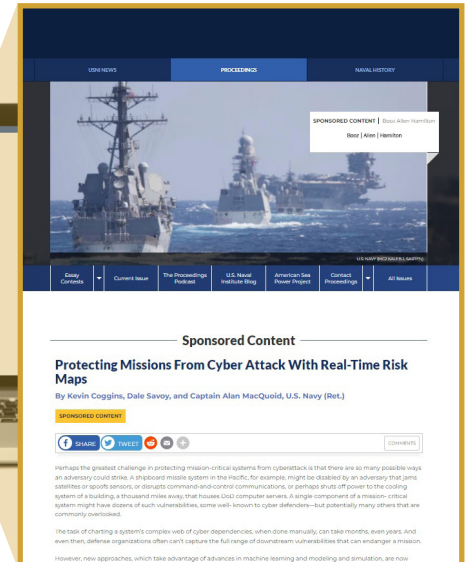 USNI NEWS
PROCEEDINGS
NAVAL HISTORY
SPONSORED CONTENT | Booz Allen Hamilton
Booz | Allen | Hamilton
U.S. NAVY
Essay Contests
Current Issue
The Proceedings Podcast
U.S. Naval Institute Blog
American Sea Power Project
Contact Proceedings
All Issues
Sponsored Content
Protecting Missions From Cyber Attack With Real-Time Risk
Maps
By Kevin Coggins, Dale Savoy, and Captain Alan MacQuoid, U.S. Navy (Ret.)
SPONSORED CONTENT
f SHARE
TWEET
COMMENTS
Perhaps the greatest challenge in protecting mission-critical systems from cyberattack is that there are so many possible ways
an adversary could strike. A shipboard missile system in the Pacific, for example, might be disabled by an adversary that jams
satellites or spoofs sensors, or disrupts command-and-control communications, or perhaps shuts off power to the cooling
system of a building, a thousand miles away, that houses DoD computer servers. A single component of a mission- critical
system might have dozens of such vulnerabilities, some well- known to cyber defenders—but potentially many others that are
commonly overlooked.
The task of charting a system's complex web of cyber dependencies, when done manually, can take months, even years. And
even then, defense organizations often can't capture the full range of downstream vulnerabilities that can endanger a mission.
However, new approaches, which take advantage of advances in machine learning and modeling and simulation, are now